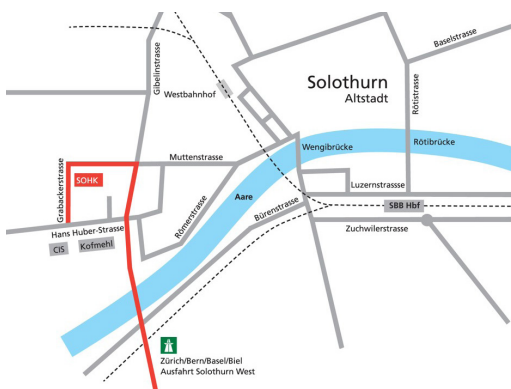 Gibelinstrasse
Baselstrasse
Westbahnhof
Solothurn
Altstadt
Rötistrasse
Wengibrücke
Rötibrücke
Muttenstrasse
SOHK
Grabackerstrasse
Aare
Luzernstrassse
SBB Hbf
Römerstrasse
Bürenstrasse
Hans Huber-Strasse
Zuchwilerstrasse
CIS
Kofmehl
Zürich/Bern/Basel/Biel
Ausfahrt Solothurn West